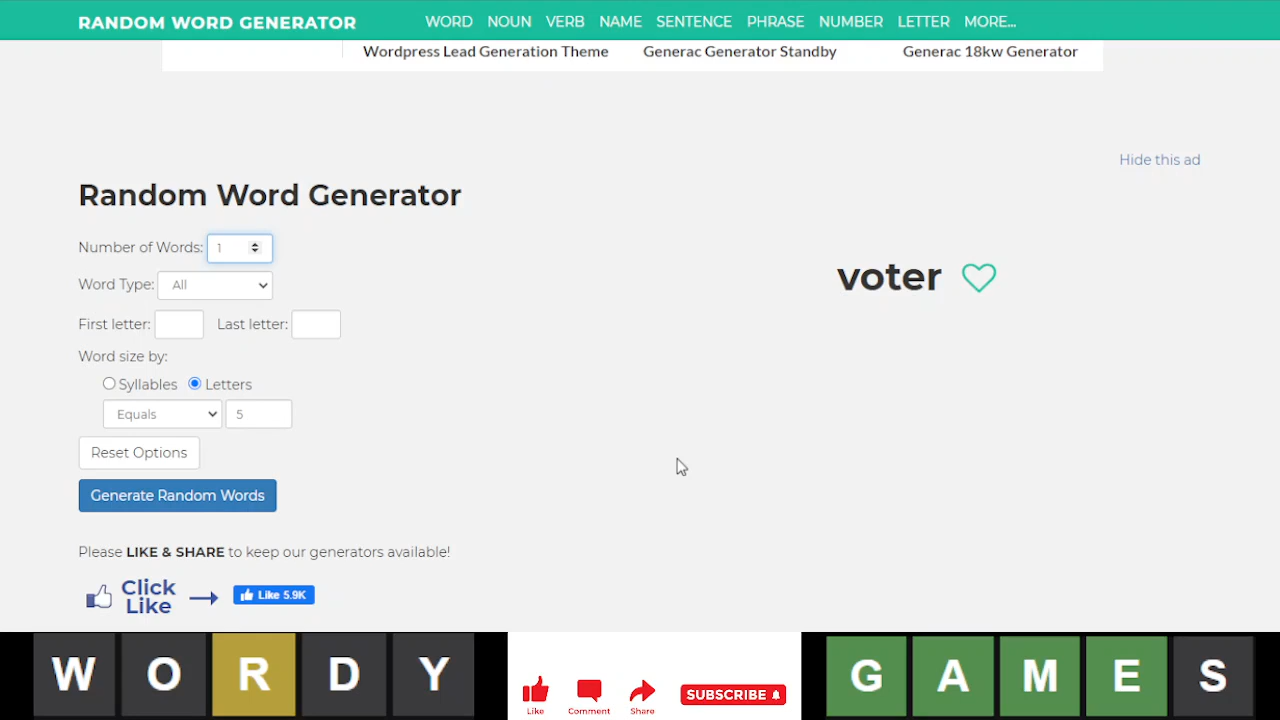 RANDOM WORD GENERATOR WORD NOUN VERB NAME SENTENCE PHRASE NUMBER LETTER MORE...
Wordpress Lead Generation Theme Generac Generator Standby Generac 18kw Generator
Hide this ad
Random Word Generator
Number of Words: 1
voter
Word Type: All
First letter: Last letter:
Word size by:
Syllables Letters
Equals 5
Reset Options
Generate Random Words
Please LIKE & SHARE to keep our generators available!
Click Like
Like 5.9K
WORDY
Like Comment Share SUBSCRIBE
GAMES